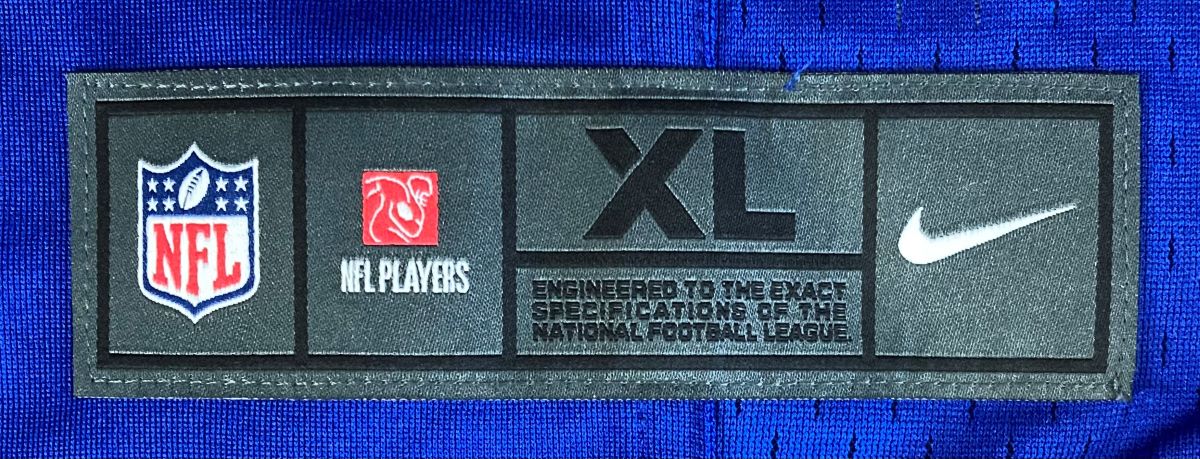 NFL
NFL PLAYERS
XL
ENGINEERED TO THE EXACT
SPECIFICATIONS OF THE
NATIONAL FOOTBALL LEAGUE.